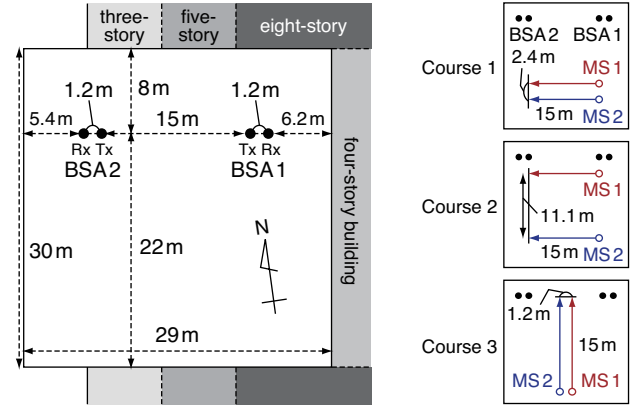 three-
story
five-
story
eight-story
1.2 m
8 m
1.2 m
5.4 m
15 m
6.2 m
Rx Tx
BSA2
Tx Rx
BSA1
four-story building
N
30 m
22 m
29 m
Course 1
BSA2 BSA1
2.4 m
MS 1
15 m
MS 2
Course 2
MS 1
11.1 m
15 m
MS 2
Course 3
1.2 m
15 m
MS 2 MS 1